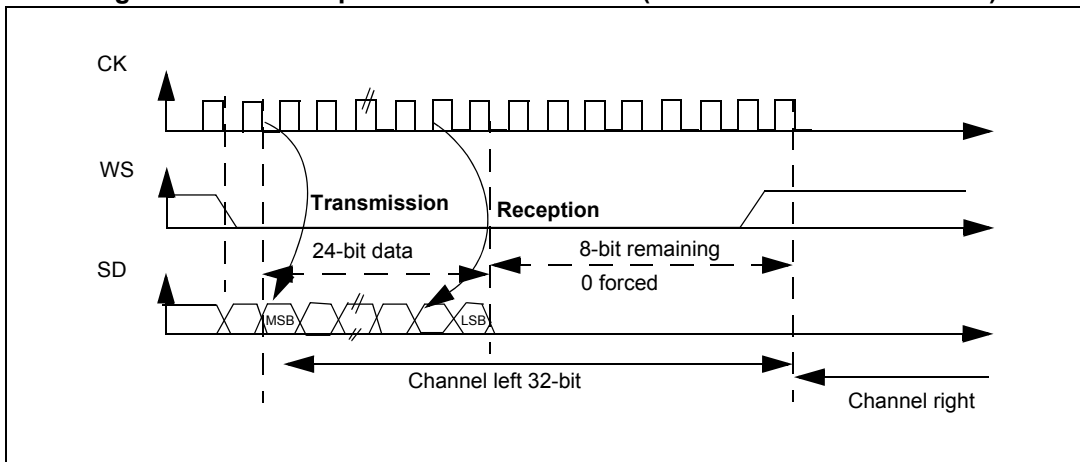 CK
WS
Transmission
Reception
24-bit data
8-bit remaining
0 forced
SD
MSB
LSB
Channel left 32-bit
Channel right